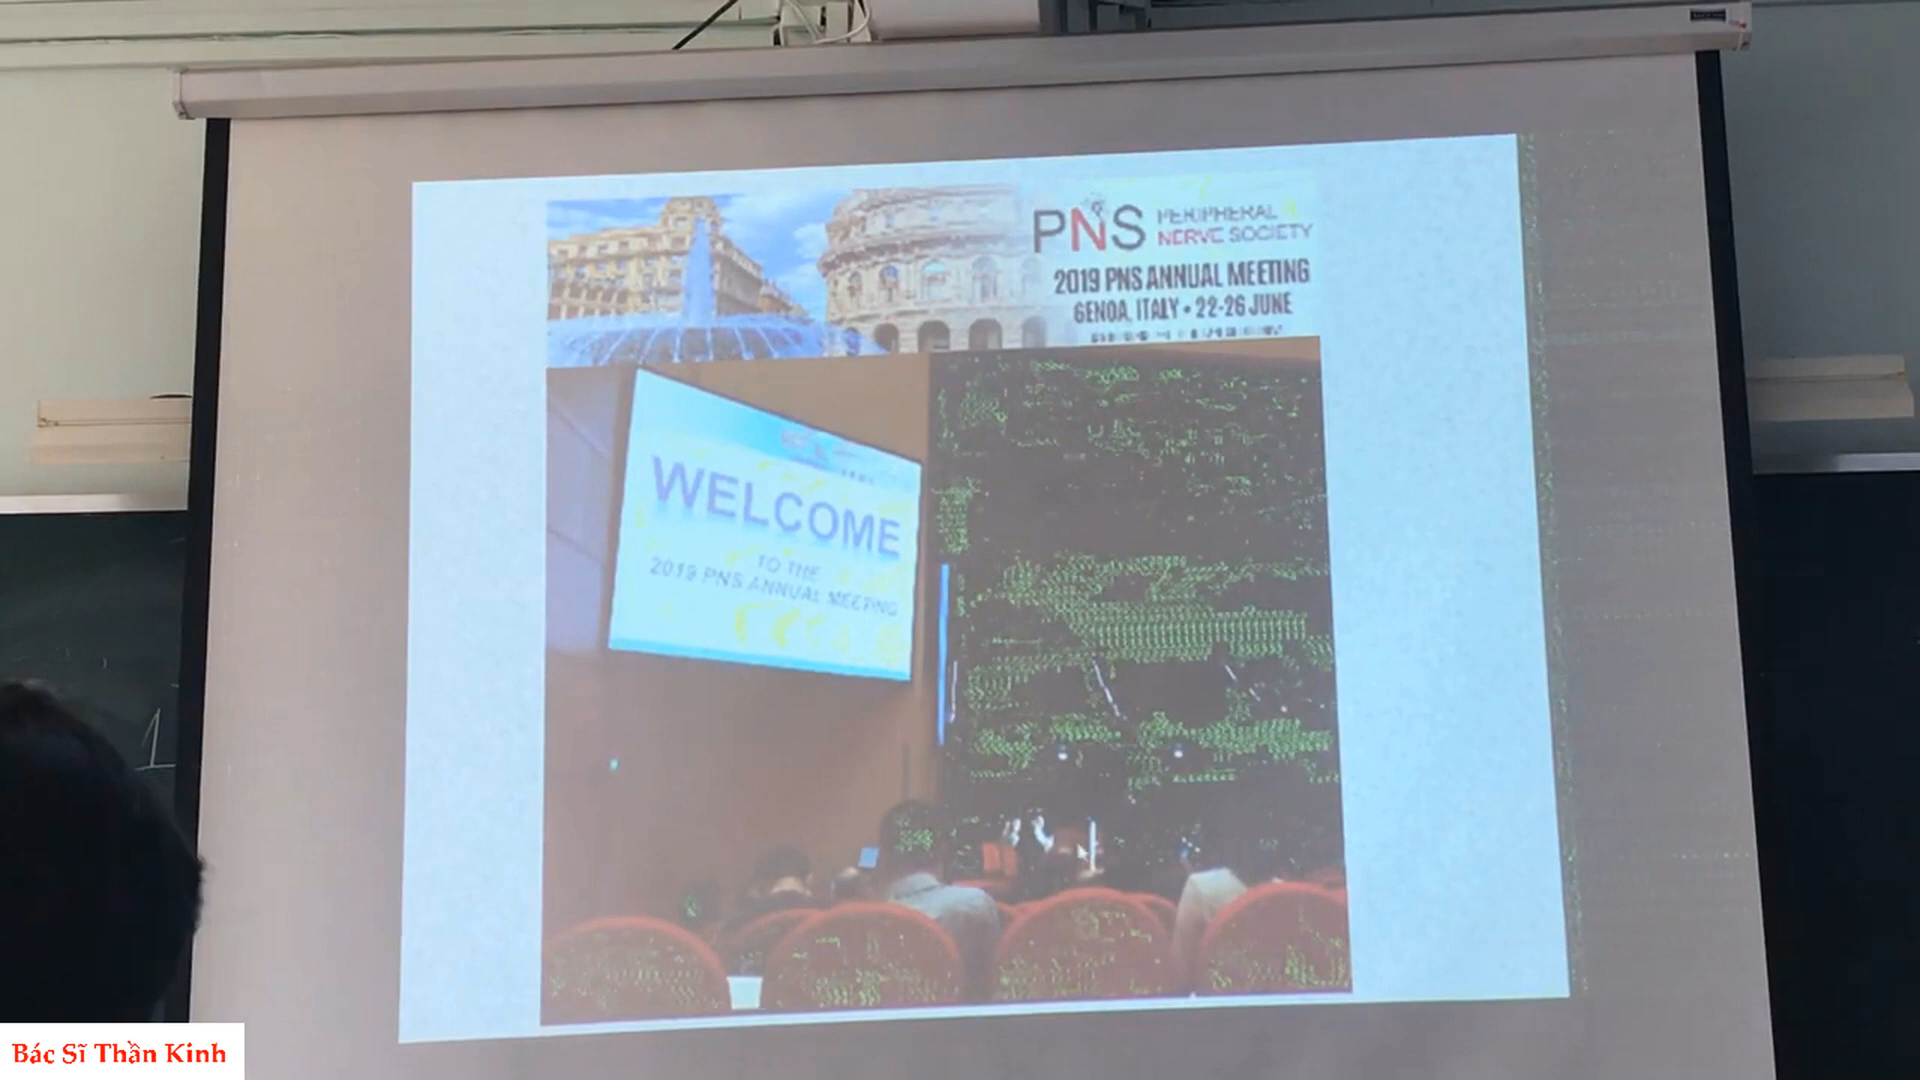 PNS PERIPHERAL
NERVE SOCIETY
2019 PNS ANNUAL MEETING
GENOA, ITALY • 22-26 JUNE
WELCOME
TO THE
2019 PNS ANNUAL MEETING
1
Bác Sĩ Thần Kinh